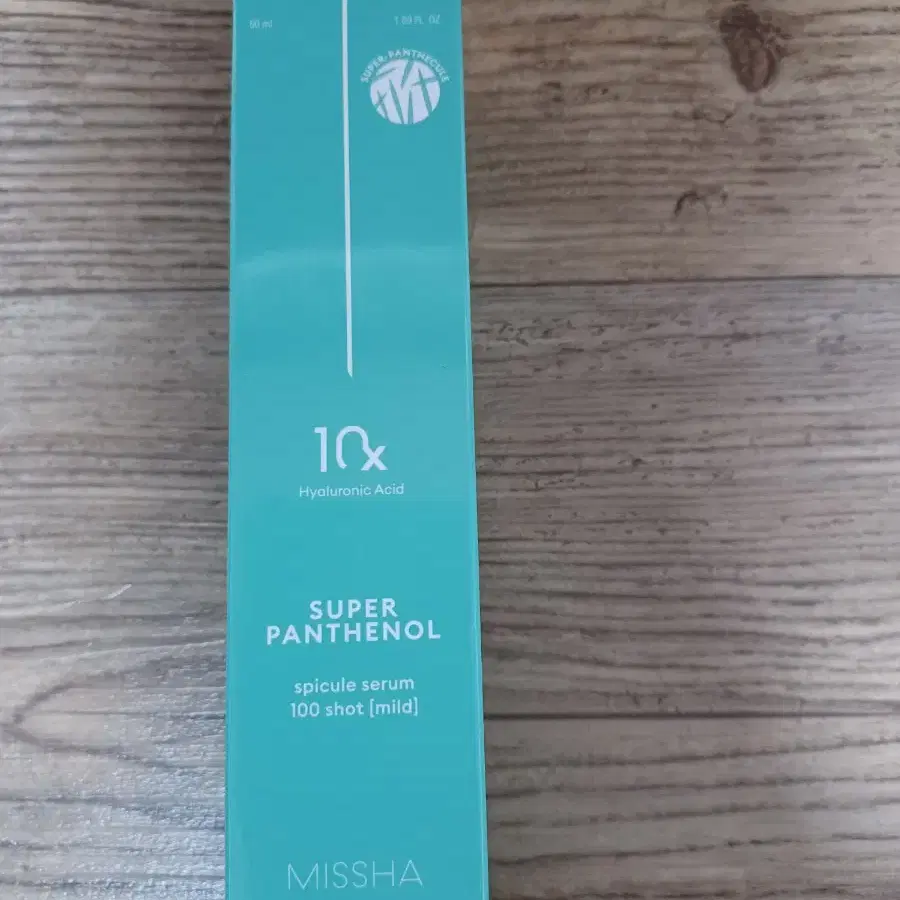 50 ml
1.69 FL. OZ
SUPER-PANTHECULE
10x
Hyaluronic Acid
SUPER
PANTHENOL
spicule serum
100 shot [mild]
MISSHA